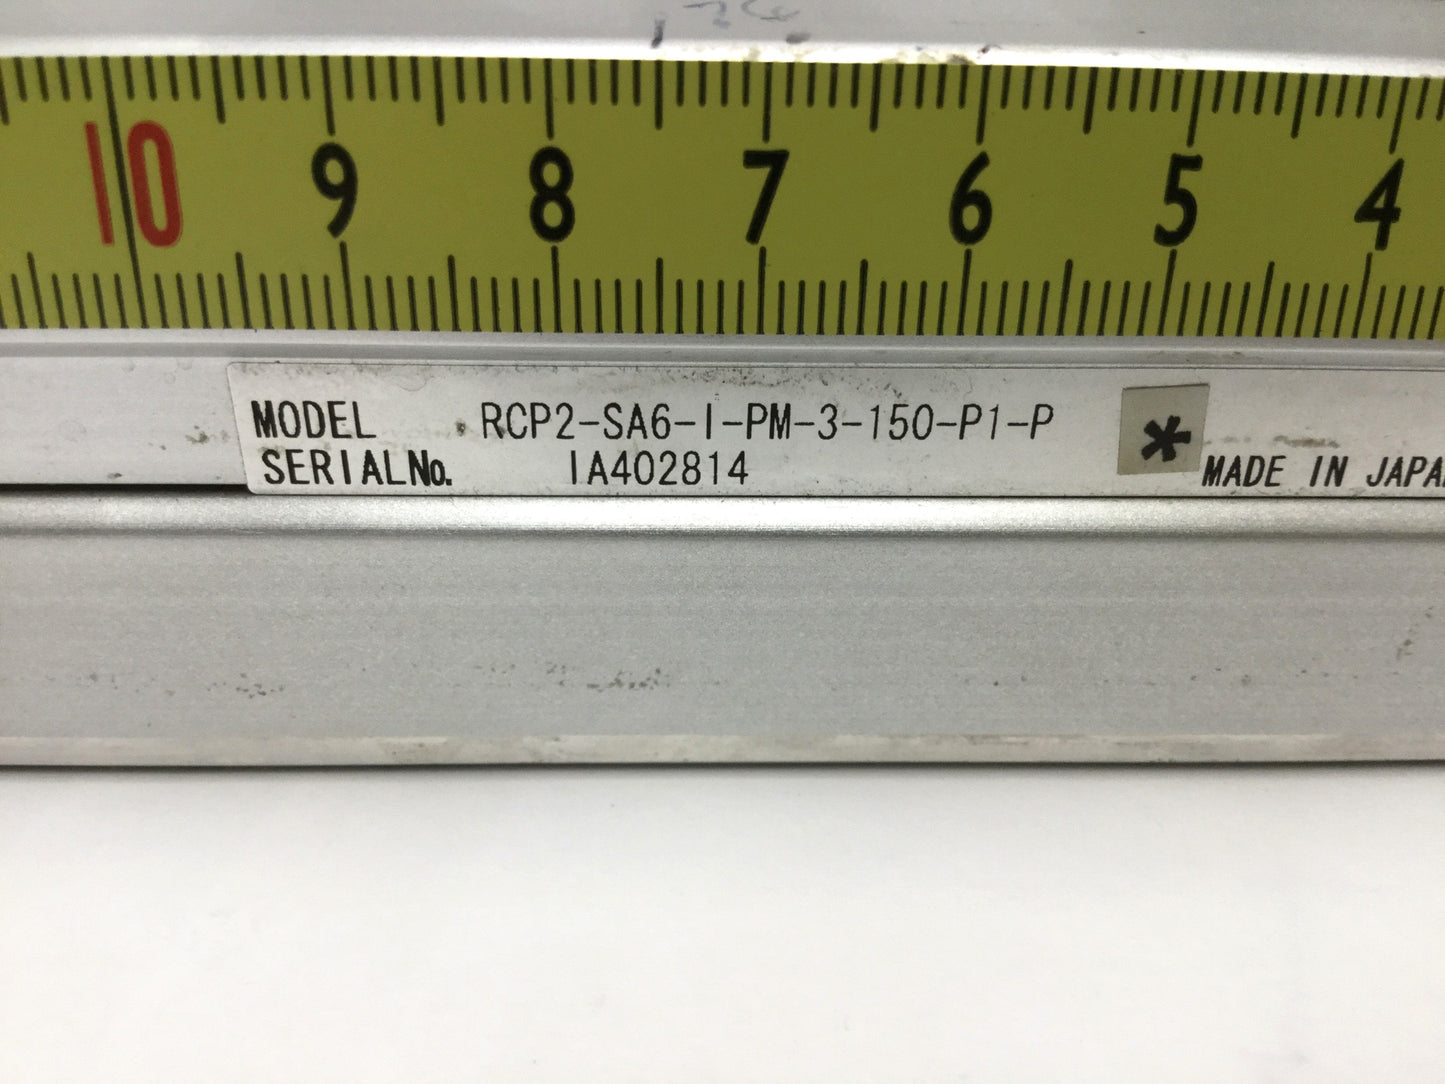 10 9 8 7 6 5 4
MODEL RCP2-SA6-I-PM-3-150-P1-P
SERIALNo. IA402814
*
MADE IN JAPA